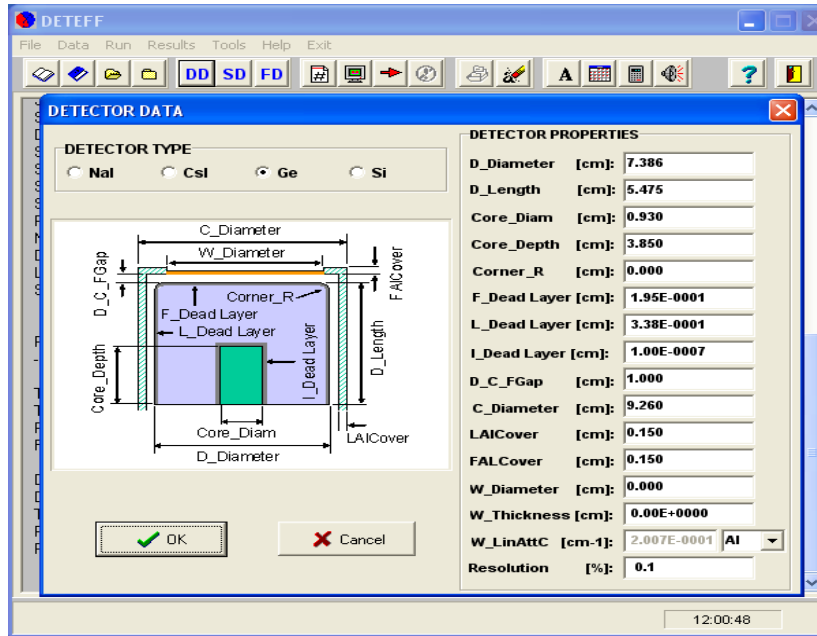 DETEFF
File Data Run Results Tools Help Exit
DD SD FD # A ?
DETECTOR DATA
DETECTOR TYPE
NaI CsI Ge Si
C_Diameter
W_Diameter
D_C_FGap
FAlCover
Corner_R
F_Dead Layer
L_Dead Layer
I_Dead Layer
D_Length
Core_Depth
Core_Diam
LAlCover
D_Diameter
OK Cancel
DETECTOR PROPERTIES
D_Diameter [cm]: 7.386
D_Length [cm]: 5.475
Core_Diam [cm]: 0.930
Core_Depth [cm]: 3.850
Corner_R [cm]: 0.000
F_Dead Layer [cm]: 1.95E-0001
L_Dead Layer [cm]: 3.38E-0001
I_Dead Layer [cm]: 1.00E-0007
D_C_FGap [cm]: 1.000
C_Diameter [cm]: 9.260
LAlCover [cm]: 0.150
FALCover [cm]: 0.150
W_Diameter [cm]: 0.000
W_Thickness [cm]: 0.00E+0000
W_LinAttC [cm-1]: 2.007E-0001 Al
Resolution [%]: 0.1
12:00:48